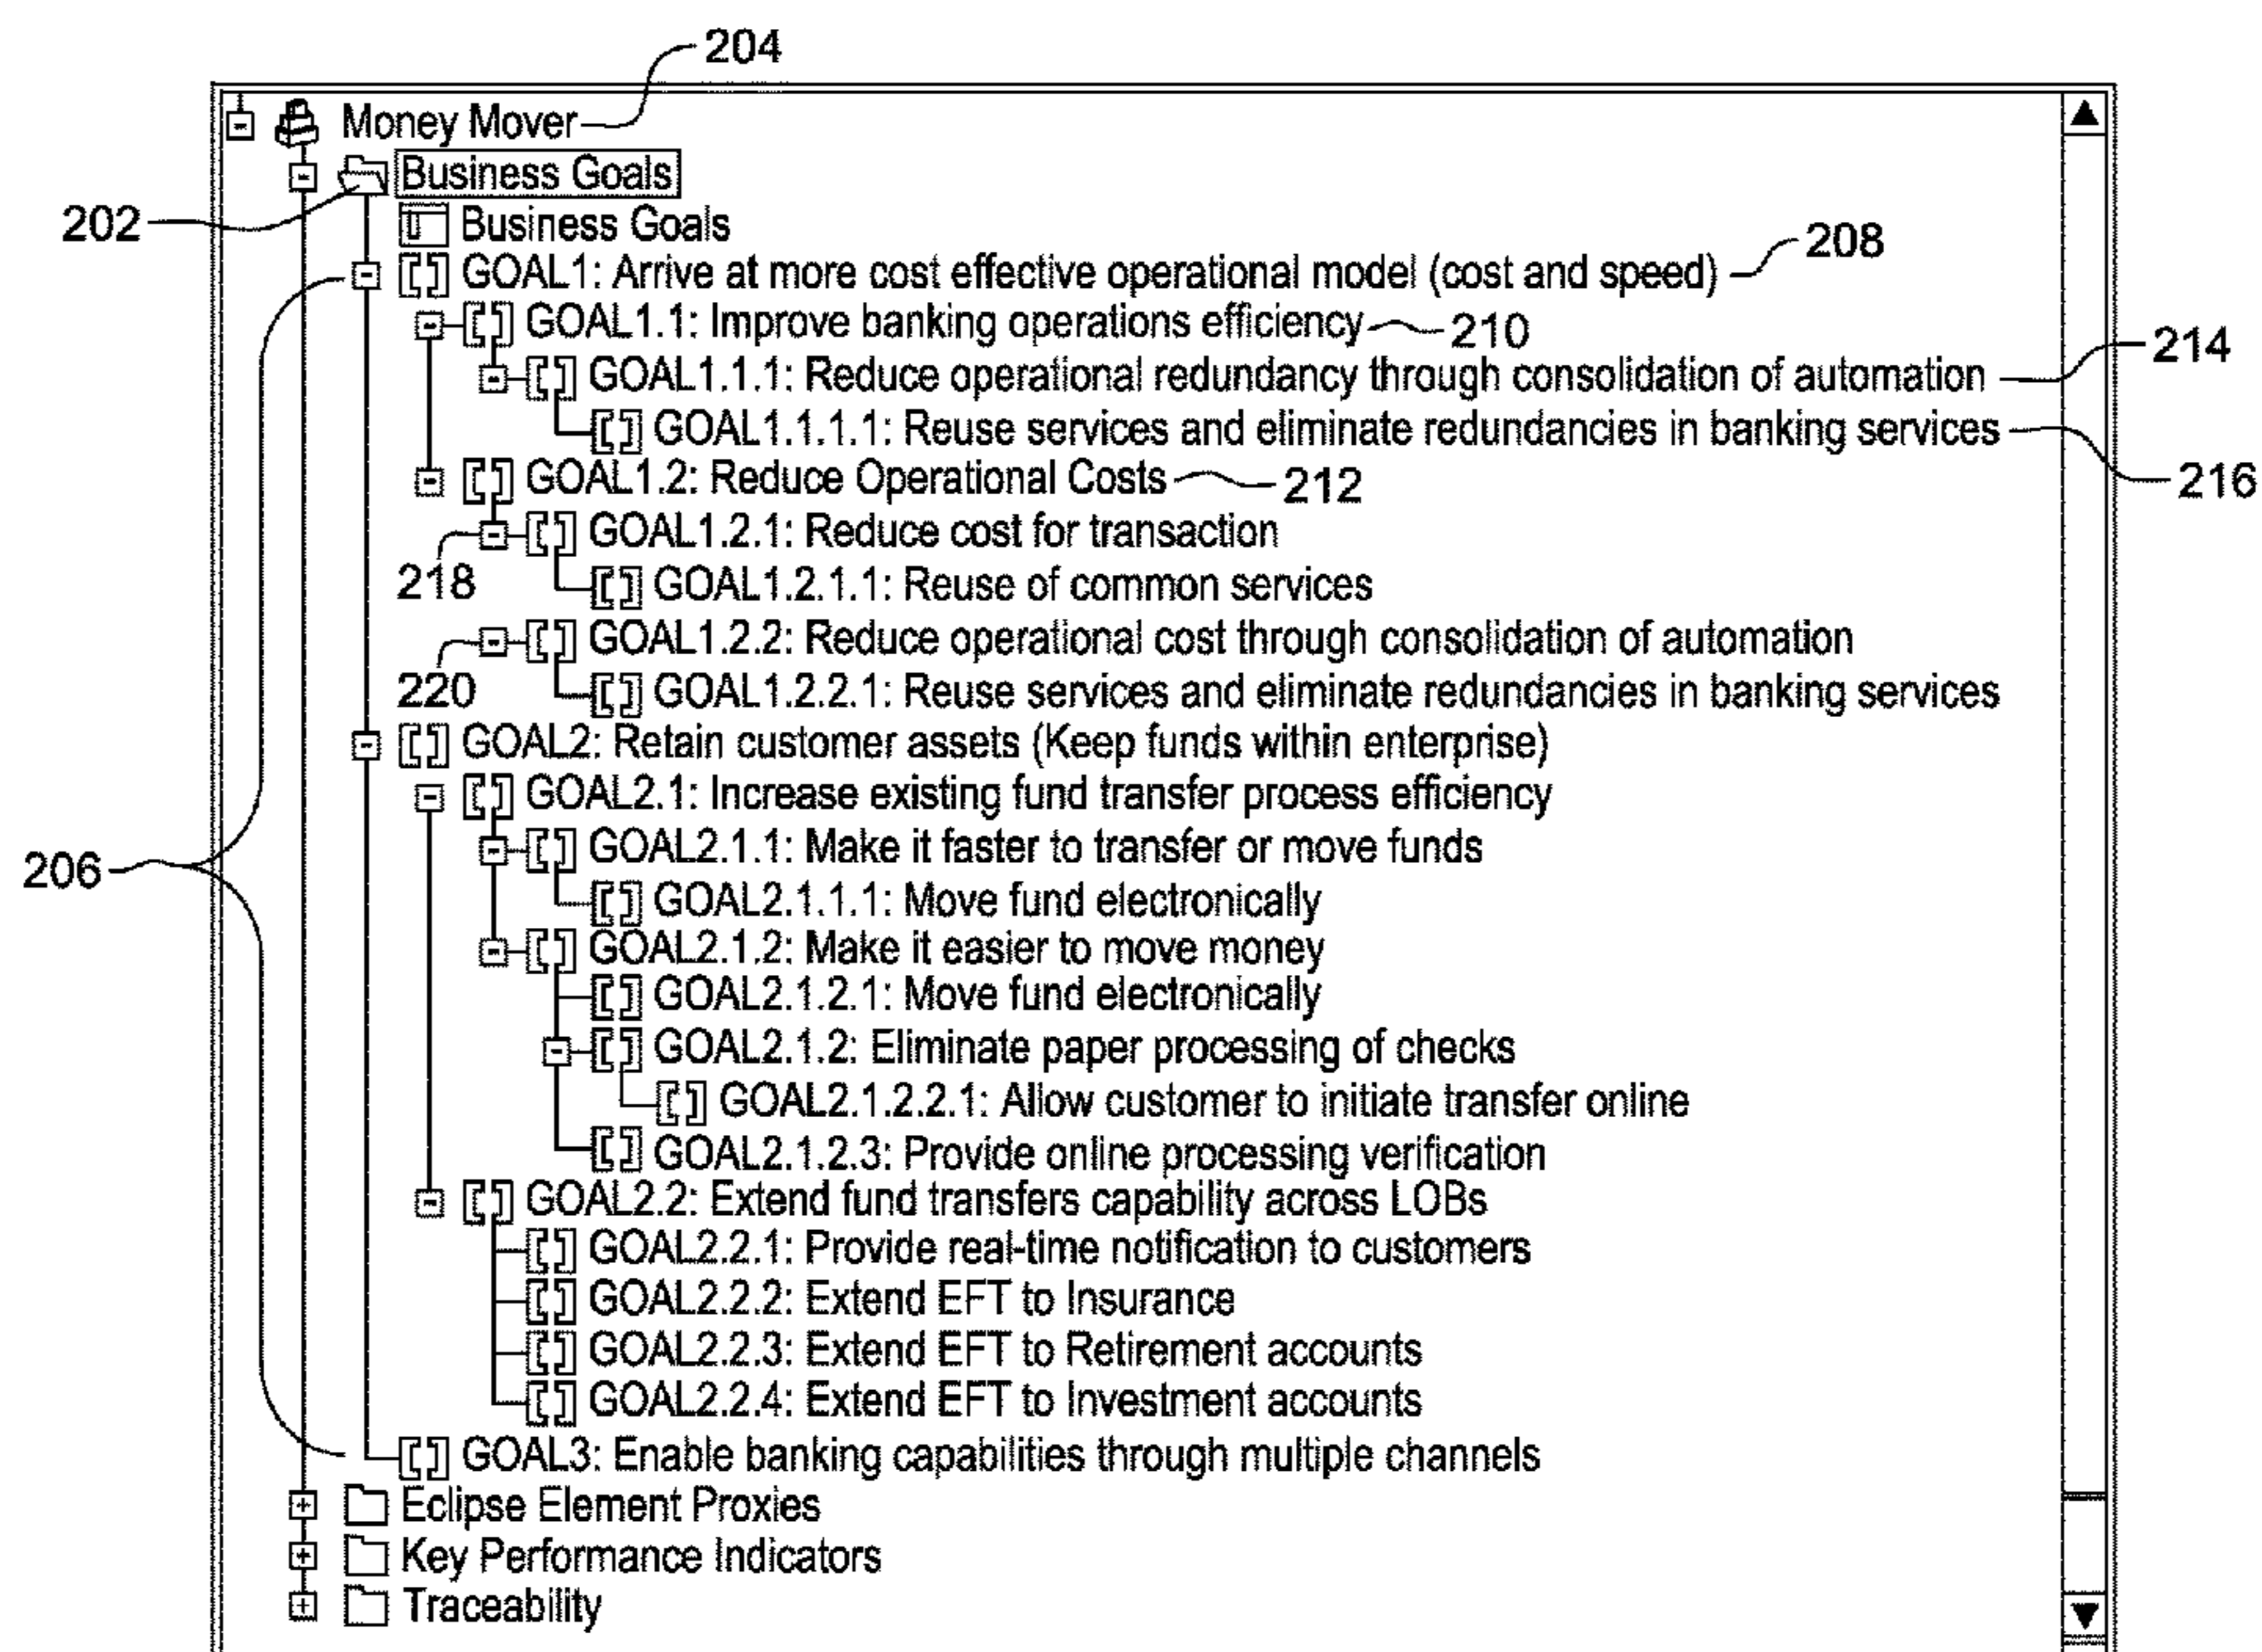 204
Money Mover
Business Goals
202
Business Goals
208
GOAL1: Arrive at more cost effective operational model (cost and speed)
GOAL1.1: Improve banking operations efficiency 210
214
GOAL1.1.1: Reduce operational redundancy through consolidation of automation
GOAL1.1.1.1: Reuse services and eliminate redundancies in banking services
GOAL1.2: Reduce Operational Costs 212
216
GOAL1.2.1: Reduce cost for transaction
218
GOAL1.2.1.1: Reuse of common services
GOAL1.2.2: Reduce operational cost through consolidation of automation
220
GOAL1.2.2.1: Reuse services and eliminate redundancies in banking services
GOAL2: Retain customer assets (Keep funds within enterprise)
GOAL2.1: Increase existing fund transfer process efficiency
GOAL2.1.1: Make it faster to transfer or move funds
206
GOAL2.1.1.1: Move fund electronically
GOAL2.1.2: Make it easier to move money
GOAL2.1.2.1: Move fund electronically
GOAL2.1.2: Eliminate paper processing of checks
GOAL2.1.2.2.1: Allow customer to initiate transfer online
GOAL2.1.2.3: Provide online processing verification
GOAL2.2: Extend fund transfers capability across LOBs
GOAL2.2.1: Provide real-time notification to customers
GOAL2.2.2: Extend EFT to Insurance
GOAL2.2.3: Extend EFT to Retirement accounts
GOAL2.2.4: Extend EFT to Investment accounts
GOAL3: Enable banking capabilities through multiple channels
Eclipse Element Proxies
Key Performance Indicators
Traceability